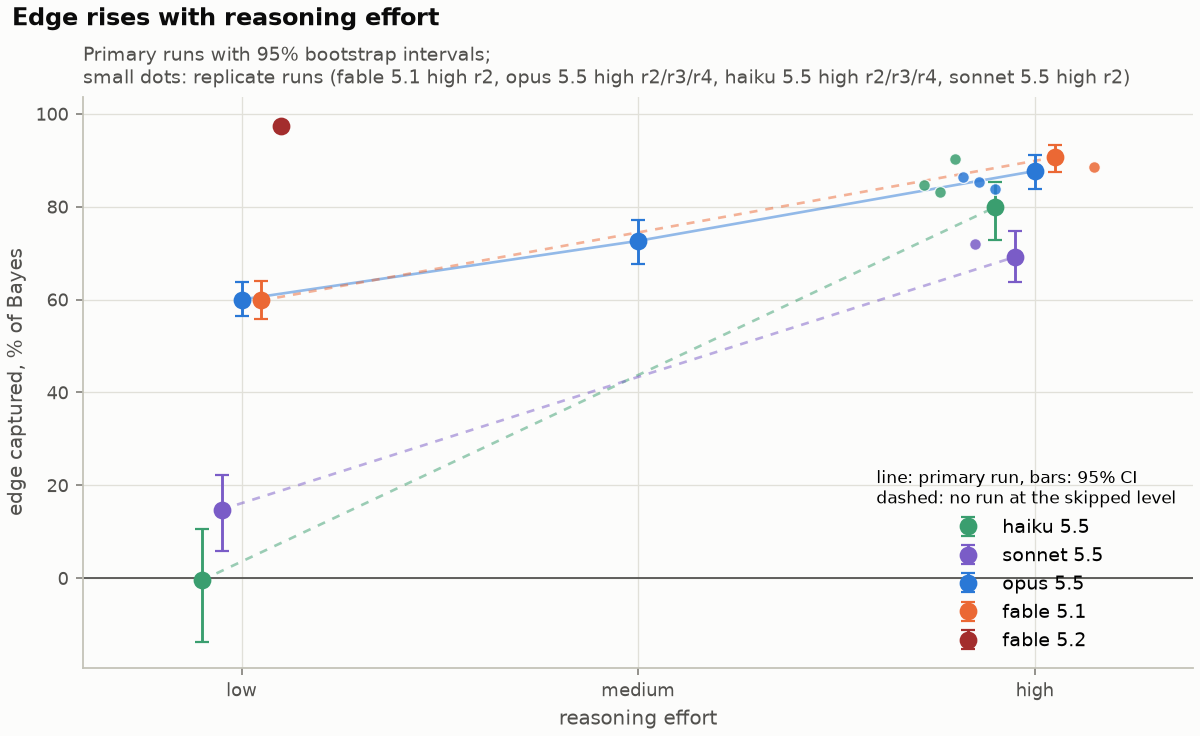 Edge rises with reasoning effort
Primary runs with 95% bootstrap intervals;
small dots: replicate runs (fable 5.1 high r2, opus 5.5 high r2/r3/r4, haiku 5.5 high r2/r3/r4, sonnet 5.5 high r2)
edge captured, % of Bayes
100
80
60
40
20
0
line: primary run, bars: 95% CI
dashed: no run at the skipped level
haiku 5.5
sonnet 5.5
opus 5.5
fable 5.1
fable 5.2
low
medium
high
reasoning effort